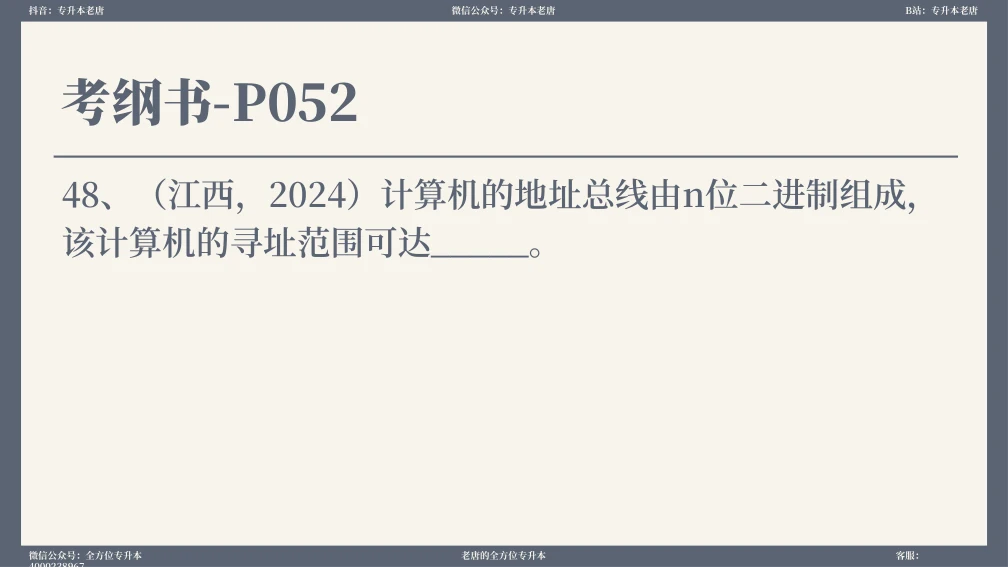 抖音：专升本老唐
微信公众号：专升本老唐
B站：专升本老唐
考纲书-P052
48、（江西，2024）计算机的地址总线由n位二进制组成，
该计算机的寻址范围可达______。
微信公众号：全方位专升本
老唐的全方位专升本
客服：
4000238967